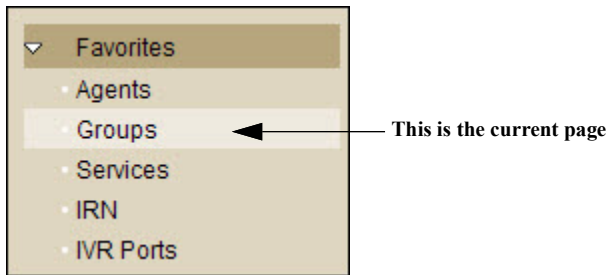 Favorites
Agents
Groups
This is the current page
Services
IRN
IVR Ports